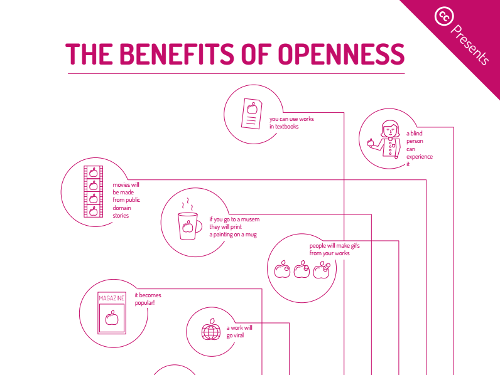 cc Presents
THE BENEFITS OF OPENNESS
you can use works
in textbooks
a blind
person
can
experience
it
movies will
be made
from public
domain
stories
if you go to a musem
they will print
a painting on a mug
people will make gifs
from your works
MAGAZINE
it becomes
popular!
a work will
go viral